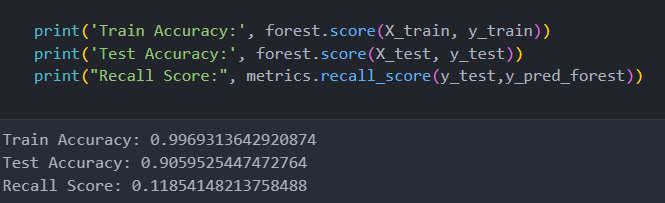 print('Train Accuracy:', forest.score(X_train, y_train))
print('Test Accuracy:', forest.score(X_test, y_test))
print("Recall Score:", metrics.recall_score(y_test,y_pred_forest))
Train Accuracy: 0.9969313642920874
Test Accuracy: 0.9059525447472764
Recall Score: 0.11854148213758488